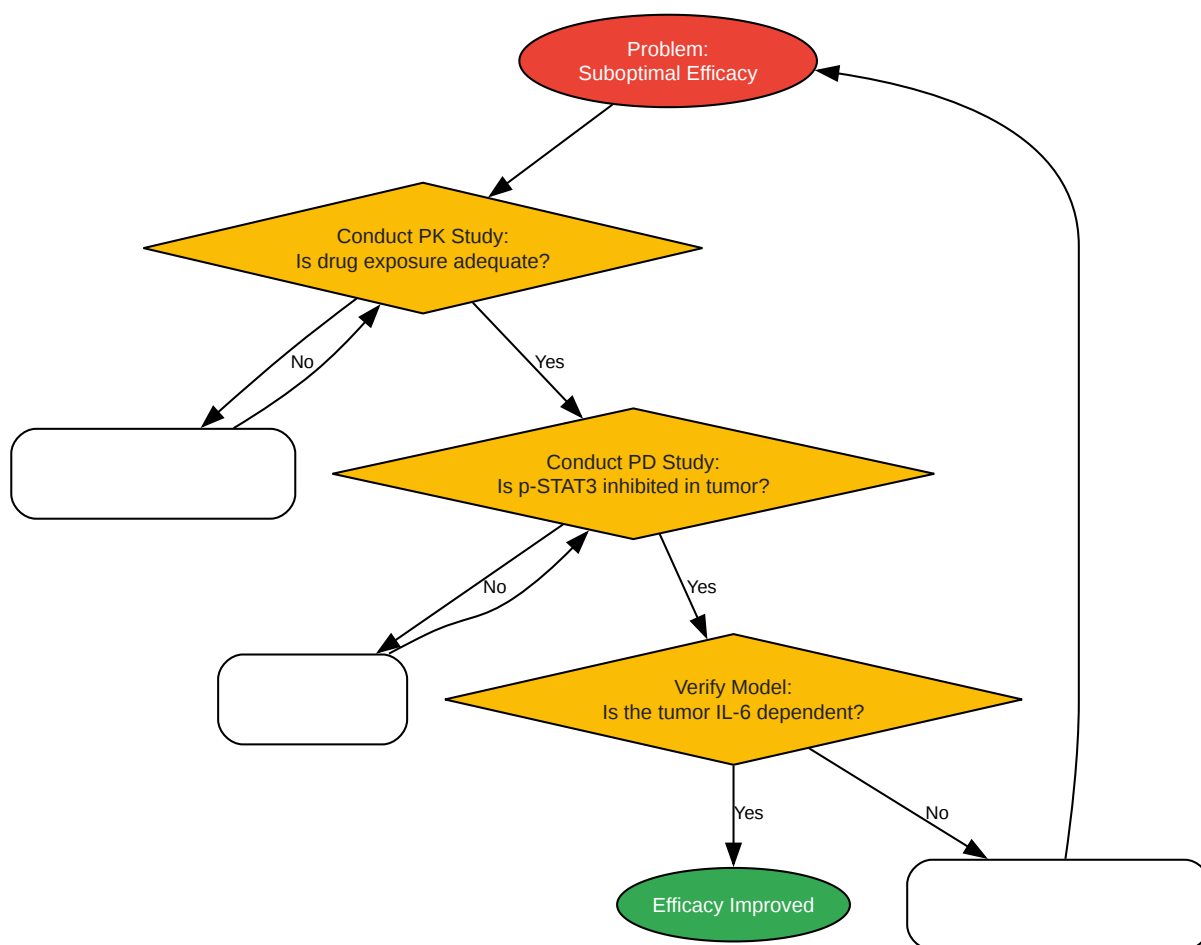 Problem:
Suboptimal Efficacy
Conduct PK Study:
Is drug exposure adequate?
No
Yes
Conduct PD Study:
Is p-STAT3 inhibited in tumor?
No
Yes
Verify Model:
Is the tumor IL-6 dependent?
Yes
No
Efficacy Improved